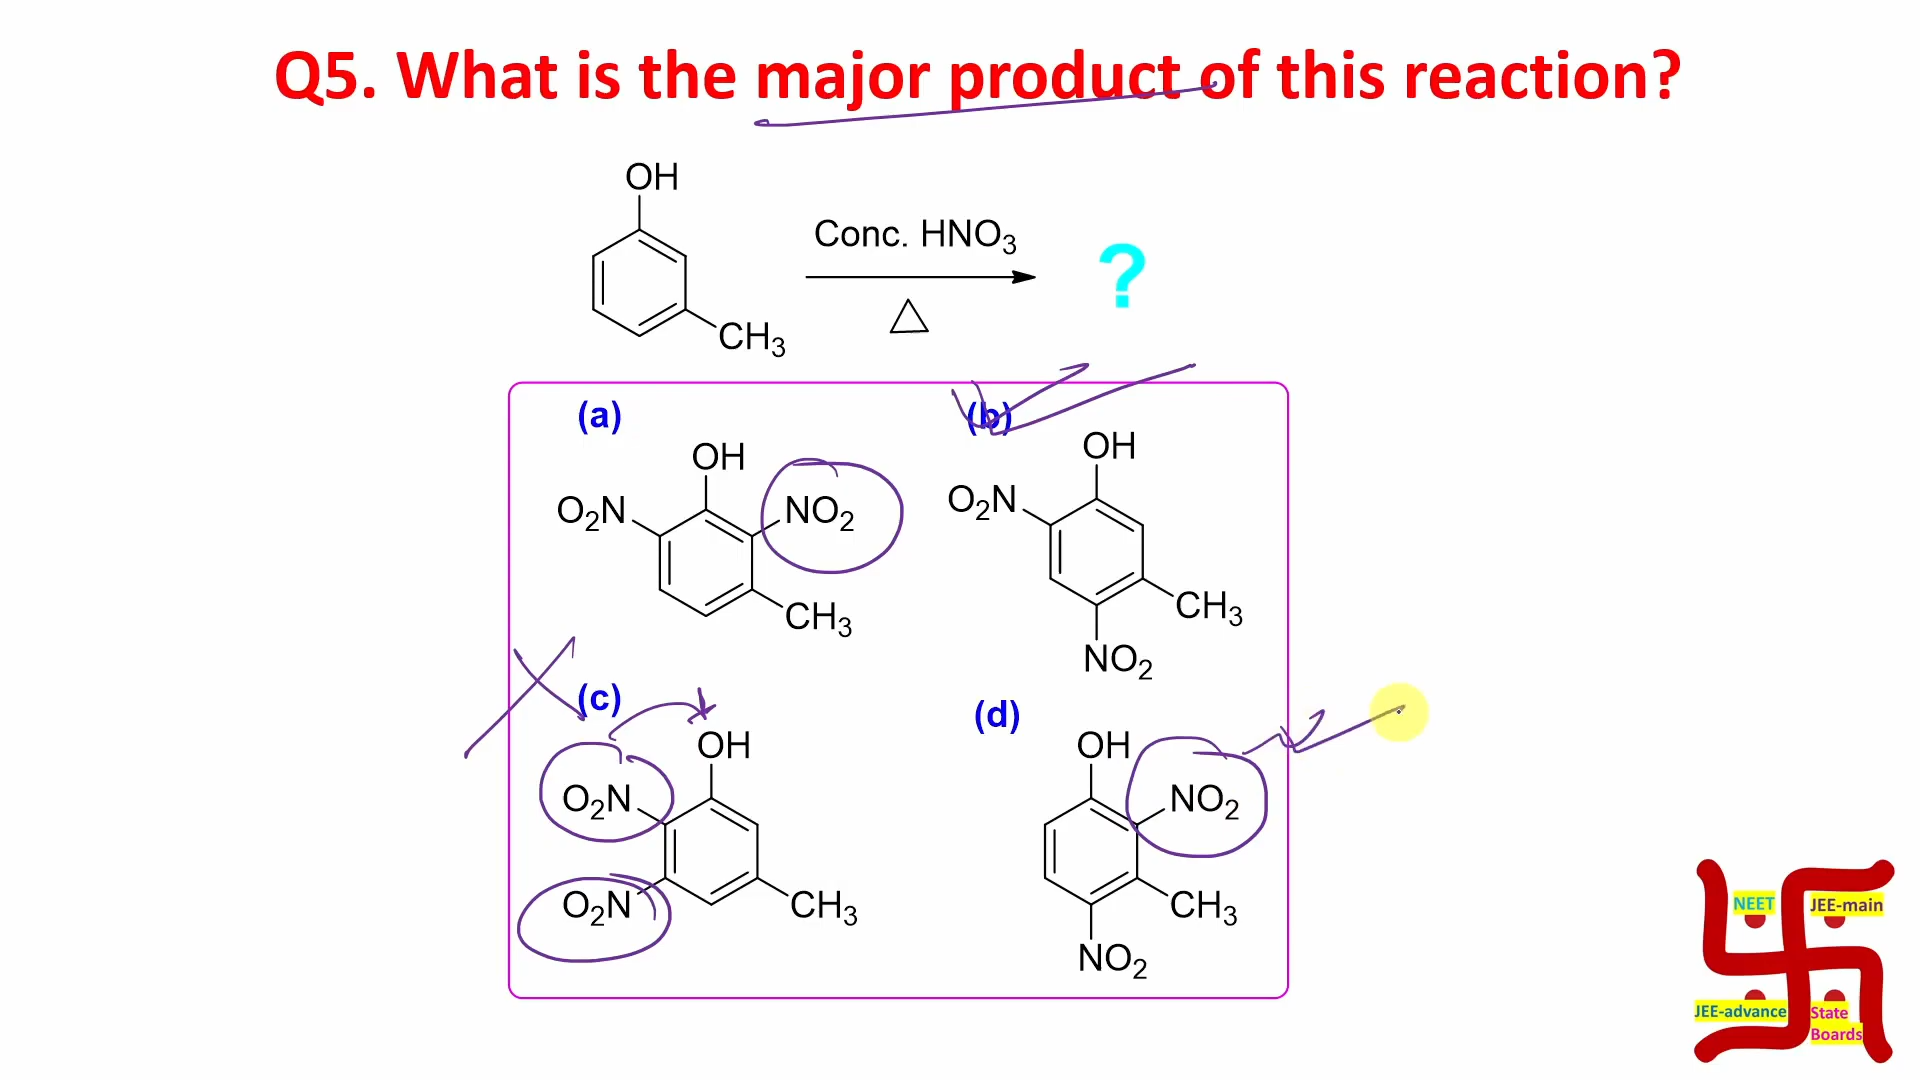 Q5. What is the major product of this reaction?
OH
CH3
Conc. HNO3
△
?
(a)
OH
O2N
NO2
CH3
(b)
OH
O2N
CH3
NO2
(c)
OH
O2N
O2N
CH3
(d)
OH
NO2
CH3
NO2
NEET
JEE-main
JEE-advance
State
Boards